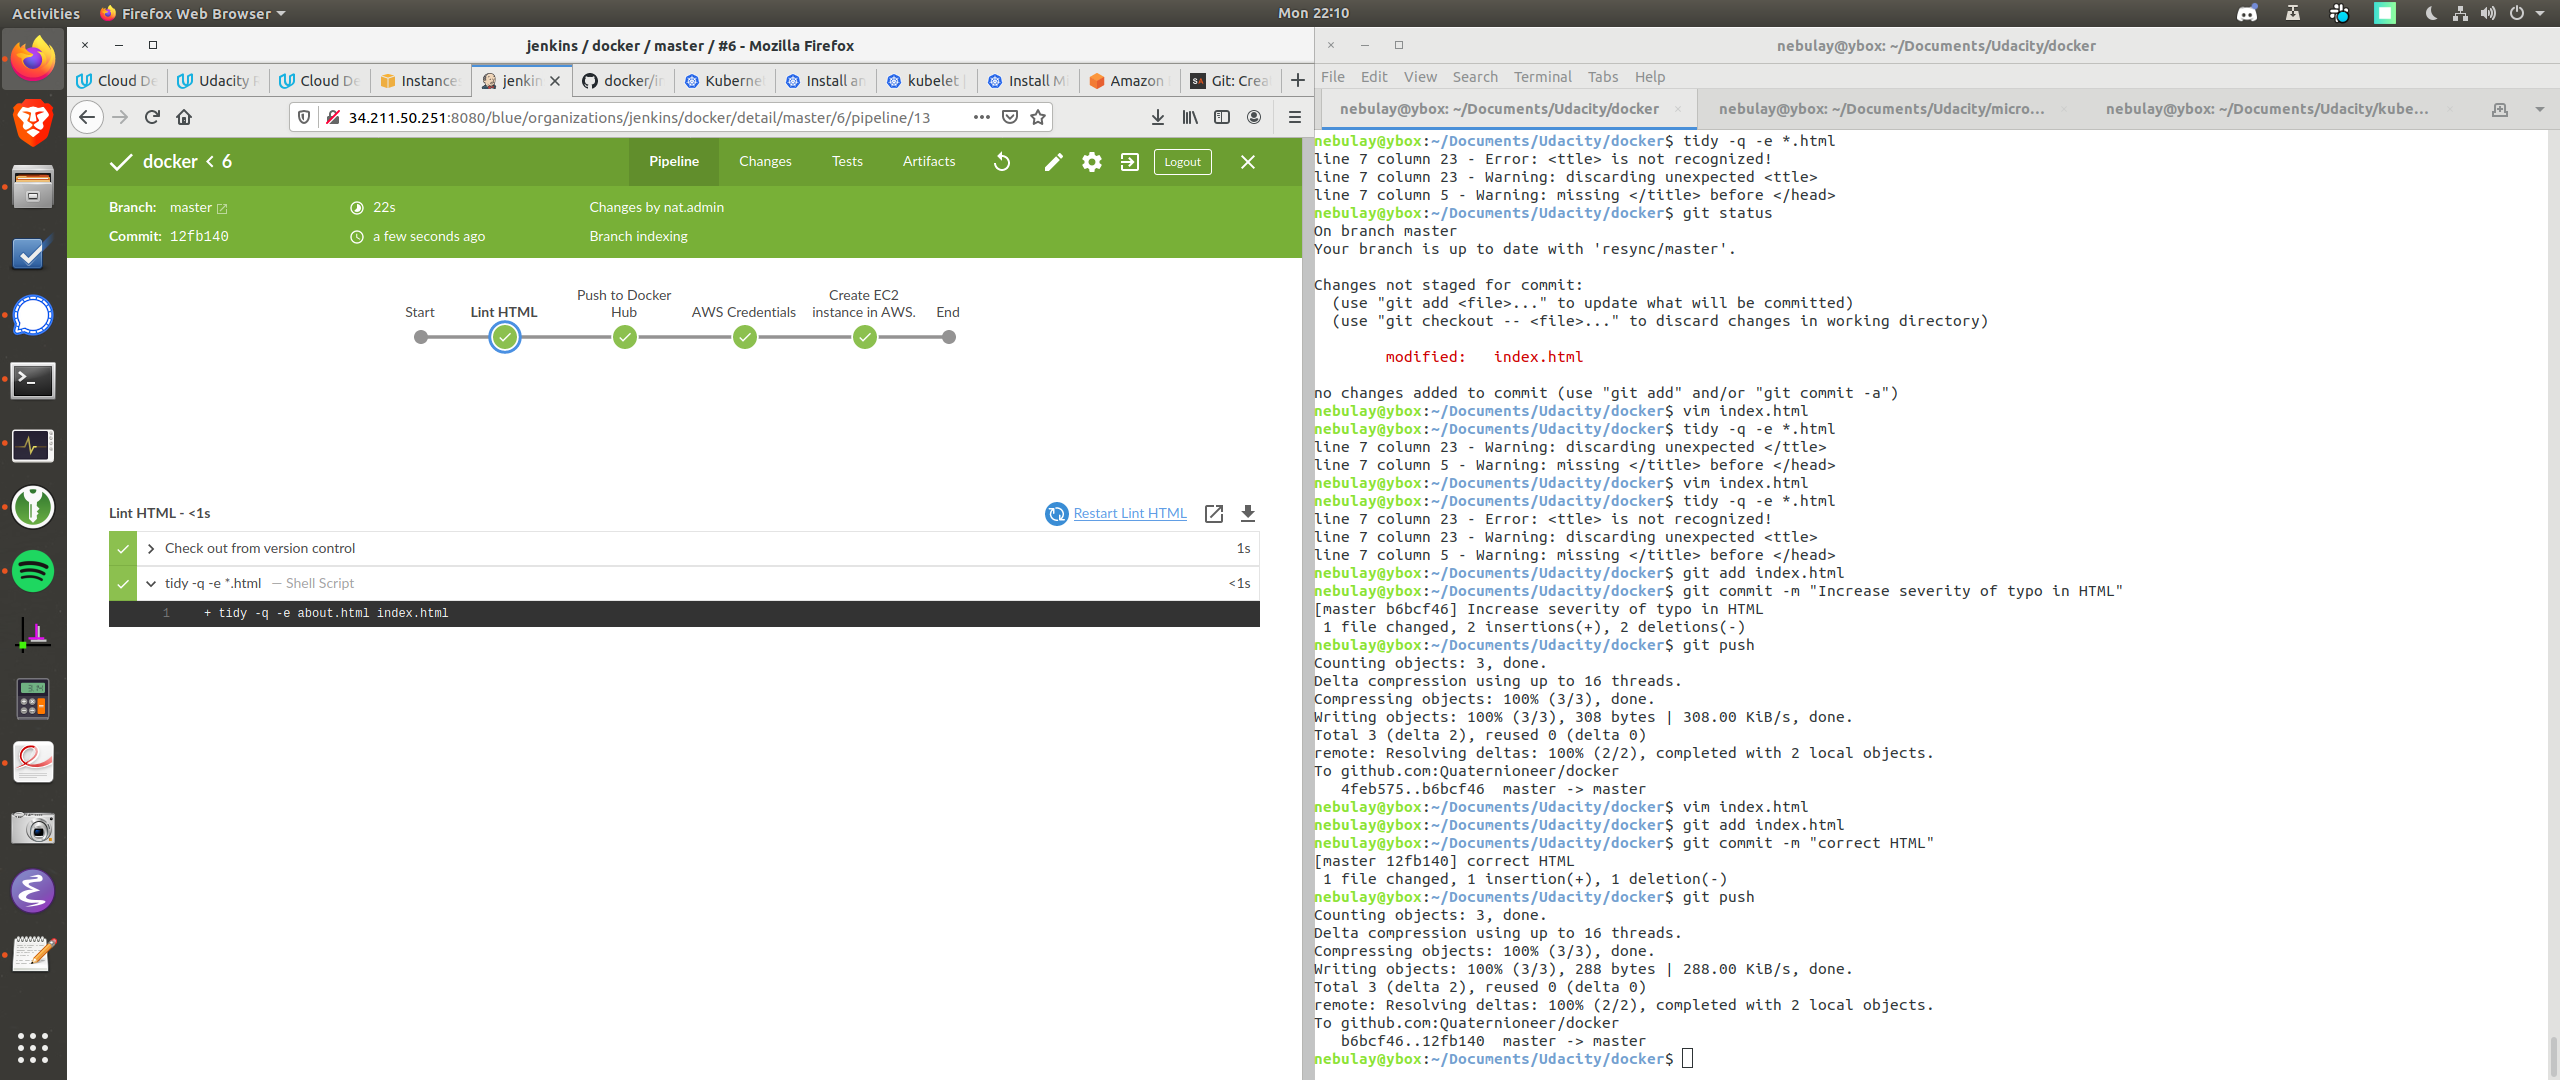 Activities
Firefox Web Browser
Mon 22:10
jenkins / docker / master / #6 - Mozilla Firefox
Cloud De
Udacity
Cloud De
Instance
jenkin
docker/ir
Kuberne
Install an
kubelet
Install M
Amazon
Git: Crea
34.211.50.251:8080/blue/organizations/jenkins/docker/detail/master/6/pipeline/13
docker < 6
Pipeline
Changes
Tests
Artifacts
Logout
Branch: master
22s
Changes by nat.admin
Commit: 12fb140
a few seconds ago
Branch indexing
Start
Lint HTML
Push to Docker
Hub
AWS Credentials
Create EC2
instance in AWS.
End
Lint HTML - <1s
Restart Lint HTML
Check out from version control
1s
tidy -q -e *.html — Shell Script
<1s
1 + tidy -q -e about.html index.html
nebulay@ybox: ~/Documents/Udacity/docker
File Edit View Search Terminal Tabs Help
nebulay@ybox: ~/Documents/Udacity/docker
nebulay@ybox: ~/Documents/Udacity/micro...
nebulay@ybox: ~/Documents/Udacity/kube...
nebulay@ybox:~/Documents/Udacity/docker$ tidy -q -e *.html
line 7 column 23 - Error: <ttle> is not recognized!
line 7 column 23 - Warning: discarding unexpected <ttle>
line 7 column 5 - Warning: missing </title> before </head>
nebulay@ybox:~/Documents/Udacity/docker$ git status
On branch master
Your branch is up to date with 'resync/master'.
Changes not staged for commit:
(use "git add <file>..." to update what will be committed)
(use "git checkout -- <file>..." to discard changes in working directory)
modified: index.html
no changes added to commit (use "git add" and/or "git commit -a")
nebulay@ybox:~/Documents/Udacity/docker$ vim index.html
nebulay@ybox:~/Documents/Udacity/docker$ tidy -q -e *.html
line 7 column 23 - Warning: discarding unexpected </ttle>
line 7 column 5 - Warning: missing </title> before </head>
nebulay@ybox:~/Documents/Udacity/docker$ vim index.html
nebulay@ybox:~/Documents/Udacity/docker$ tidy -q -e *.html
line 7 column 23 - Error: <ttle> is not recognized!
line 7 column 23 - Warning: discarding unexpected <ttle>
line 7 column 5 - Warning: missing </title> before </head>
nebulay@ybox:~/Documents/Udacity/docker$ git add index.html
nebulay@ybox:~/Documents/Udacity/docker$ git commit -m "Increase severity of typo in HTML"
[master b6bcf46] Increase severity of typo in HTML
1 file changed, 2 insertions(+), 2 deletions(-)
nebulay@ybox:~/Documents/Udacity/docker$ git push
Counting objects: 3, done.
Delta compression using up to 16 threads.
Compressing objects: 100% (3/3), done.
Writing objects: 100% (3/3), 308 bytes | 308.00 KiB/s, done.
Total 3 (delta 2), reused 0 (delta 0)
remote: Resolving deltas: 100% (2/2), completed with 2 local objects.
To github.com:Quaternioneer/docker
4feb575..b6bcf46 master -> master
nebulay@ybox:~/Documents/Udacity/docker$ vim index.html
nebulay@ybox:~/Documents/Udacity/docker$ git add index.html
nebulay@ybox:~/Documents/Udacity/docker$ git commit -m "correct HTML"
[master 12fb140] correct HTML
1 file changed, 1 insertion(+), 1 deletion(-)
nebulay@ybox:~/Documents/Udacity/docker$ git push
Counting objects: 3, done.
Delta compression using up to 16 threads.
Compressing objects: 100% (3/3), done.
Writing objects: 100% (3/3), 288 bytes | 288.00 KiB/s, done.
Total 3 (delta 2), reused 0 (delta 0)
remote: Resolving deltas: 100% (2/2), completed with 2 local objects.
To github.com:Quaternioneer/docker
b6bcf46..12fb140 master -> master
nebulay@ybox:~/Documents/Udacity/docker$